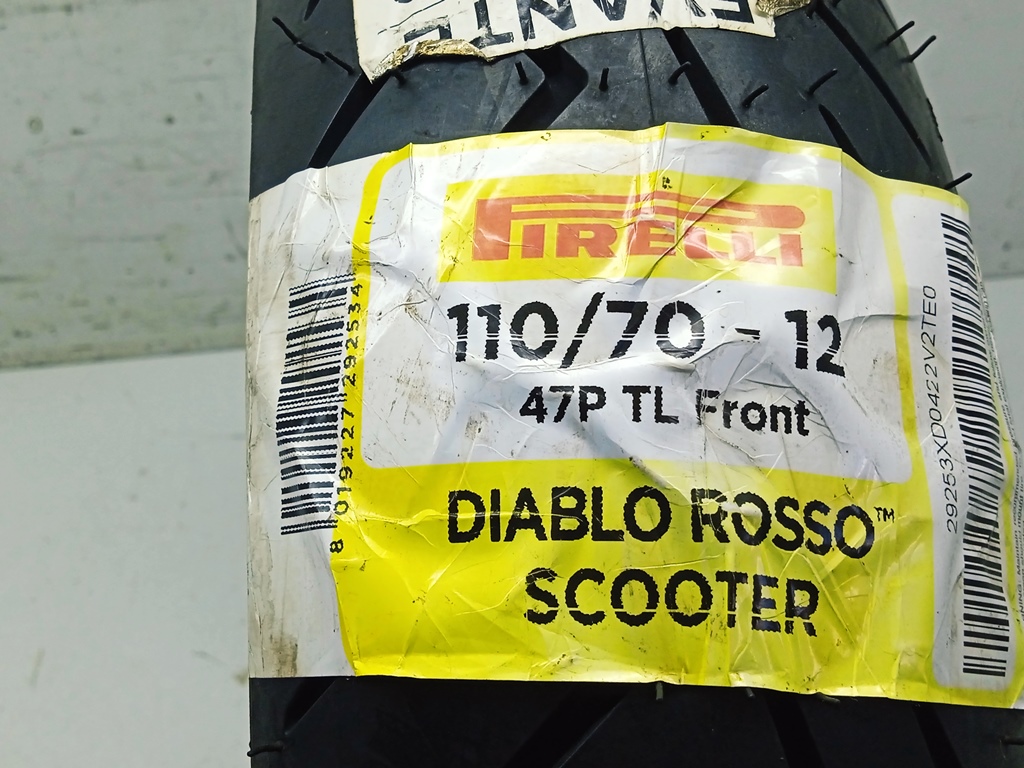 PIRELLI
110/70 - 12
47P TL Front
DIABLO ROSSO™
SCOOTER
8 019227 292534
29253XD0422V2TE0